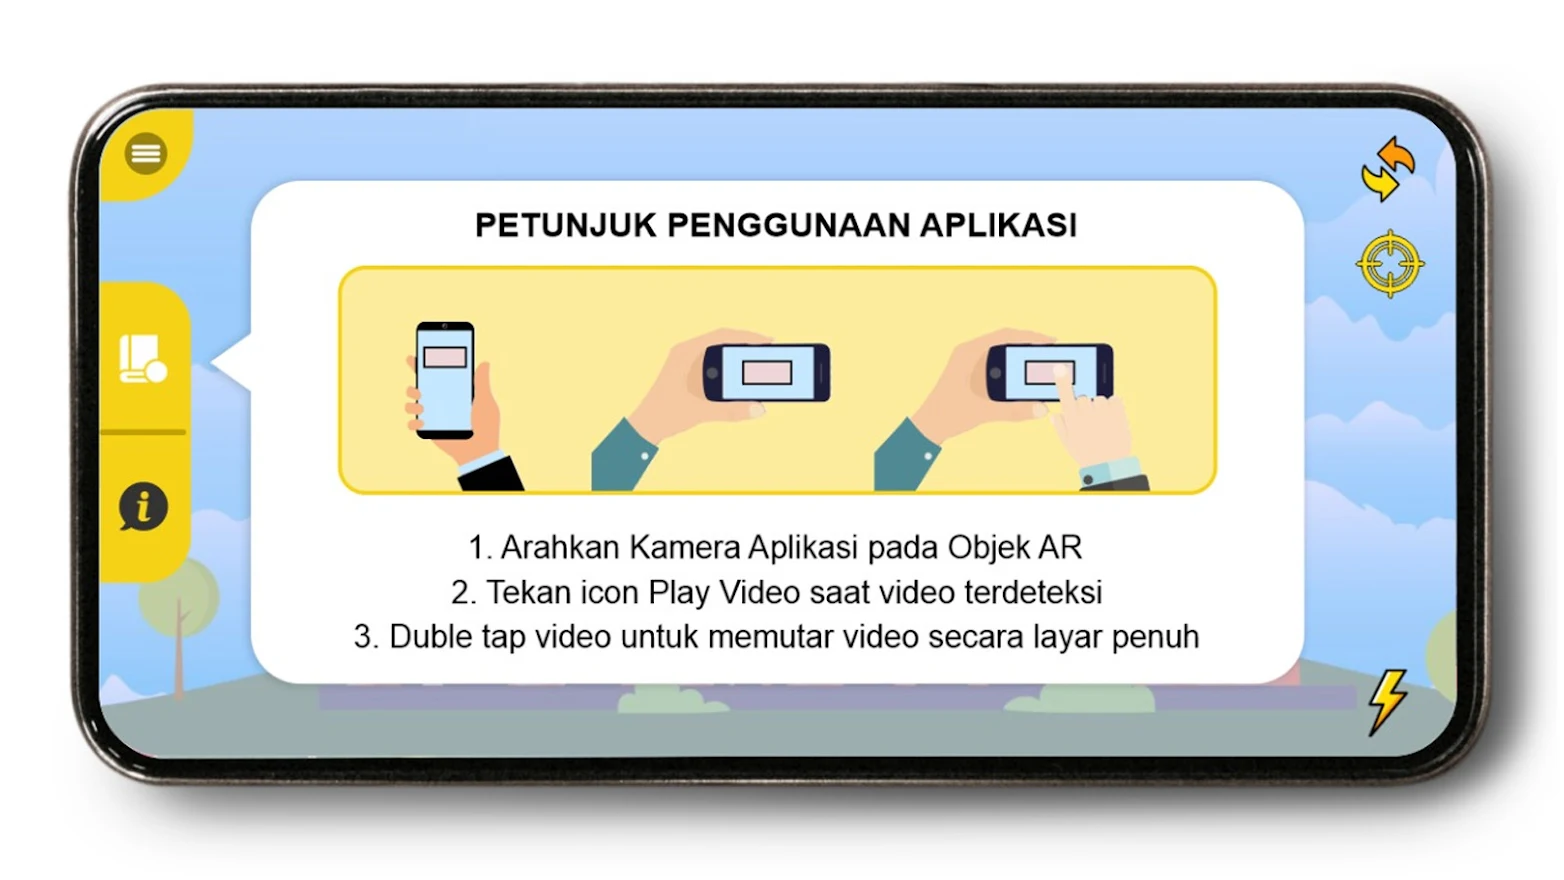 PETUNJUK PENGGUNAAN APLIKASI
1. Arahkan Kamera Aplikasi pada Objek AR
2. Tekan icon Play Video saat video terdeteksi
3. Duble tap video untuk memutar video secara layar penuh